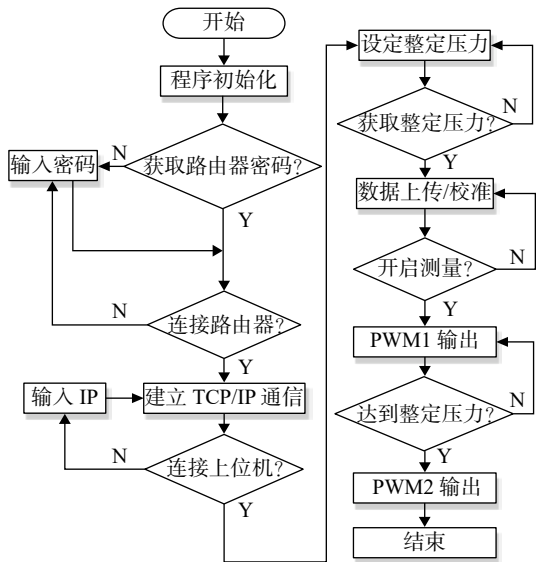 开始
程序初始化
获取路由器密码?
N
输入密码
Y
连接路由器?
N
Y
输入 IP
建立 TCP/IP 通信
连接上位机?
N
Y
设定整定压力
获取整定压力?
N
Y
数据上传/校准
开启测量?
N
Y
PWM1 输出
达到整定压力?
N
Y
PWM2 输出
结束